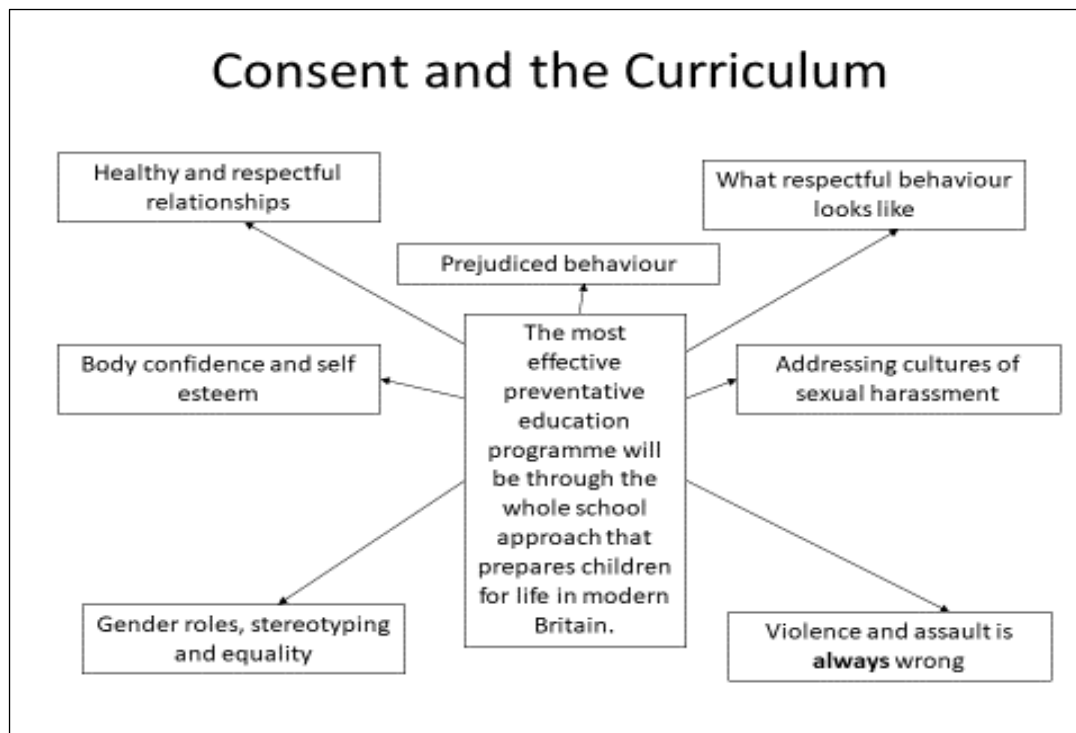 Consent and the Curriculum
Healthy and respectful
relationships
What respectful behaviour
looks like
Prejudiced behaviour
The most
effective
preventative
education
programme will
be through the
whole school
approach that
prepares children
for life in modern
Britain.
Body confidence and self
esteem
Addressing cultures of
sexual harassment
Gender roles, stereotyping
and equality
Violence and assault is
always wrong